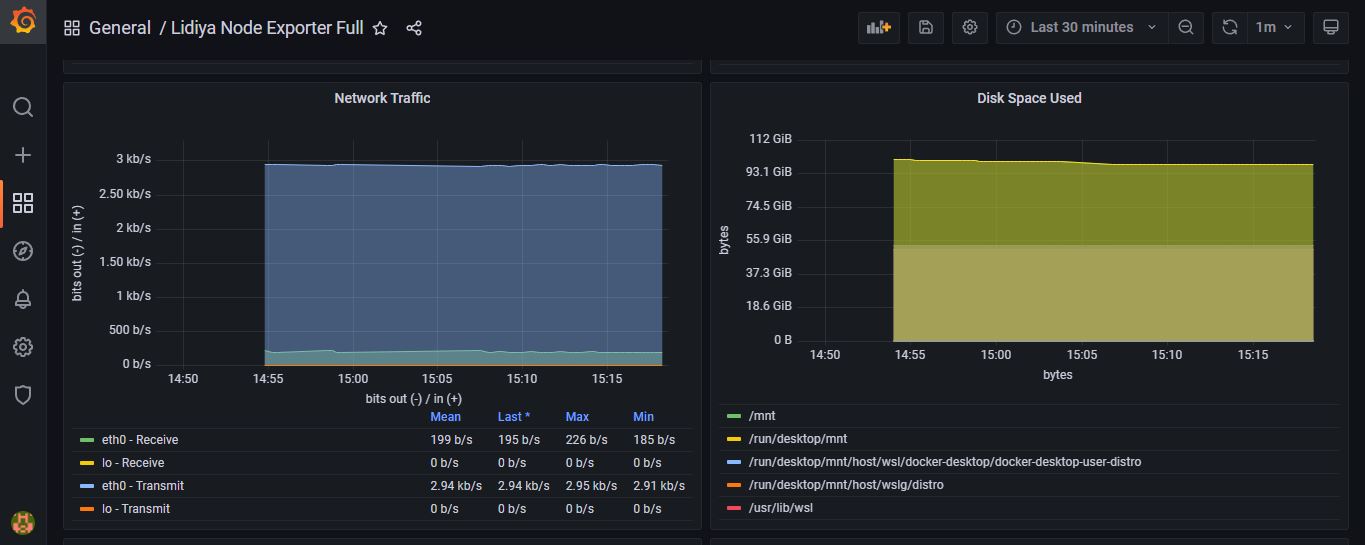 General / Lidiya Node Exporter Full
Last 30 minutes
1m
Network Traffic
3 kb/s
2.50 kb/s
2 kb/s
1.50 kb/s
1 kb/s
500 b/s
0 b/s
bits out (-) / in (+)
14:50 14:55 15:00 15:05 15:10 15:15
bits out (-) / in (+)
Mean Last * Max Min
eth0 - Receive 199 b/s 195 b/s 226 b/s 185 b/s
lo - Receive 0 b/s 0 b/s 0 b/s 0 b/s
eth0 - Transmit 2.94 kb/s 2.94 kb/s 2.95 kb/s 2.91 kb/s
lo - Transmit 0 b/s 0 b/s 0 b/s 0 b/s
Disk Space Used
112 GiB
93.1 GiB
74.5 GiB
55.9 GiB
37.3 GiB
18.6 GiB
0 B
bytes
14:50 14:55 15:00 15:05 15:10 15:15
bytes
/mnt
/run/desktop/mnt
/run/desktop/mnt/host/wsl/docker-desktop/docker-desktop-user-distro
/run/desktop/mnt/host/wslg/distro
/usr/lib/wsl